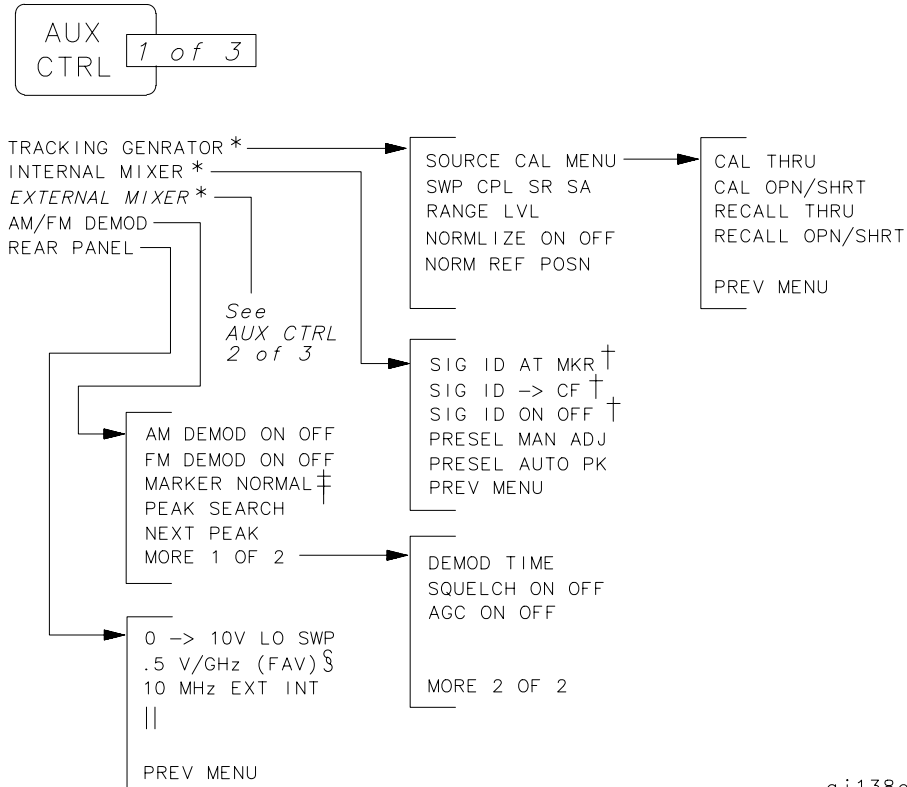 AUX
CTRL
1 of 3
TRACKING GENRATOR*
INTERNAL MIXER*
EXTERNAL MIXER*
AM/FM DEMOD
REAR PANEL
See
AUX CTRL
2 of 3
SOURCE CAL MENU
SWP CPL SR SA
RANGE LVL
NORMLIZE ON OFF
NORM REF POSN
CAL THRU
CAL OPN/SHRT
RECALL THRU
RECALL OPN/SHRT
PREV MENU
SIG ID AT MKR†
SIG ID -> CF†
SIG ID ON OFF†
PRESEL MAN ADJ
PRESEL AUTO PK
PREV MENU
AM DEMOD ON OFF
FM DEMOD ON OFF
MARKER NORMAL‡
PEAK SEARCH
NEXT PEAK
MORE 1 OF 2
DEMOD TIME
SQUELCH ON OFF
AGC ON OFF
MORE 2 OF 2
0 -> 10V LO SWP
.5 V/GHz (FAV)§
10 MHz EXT INT
||
PREV MENU